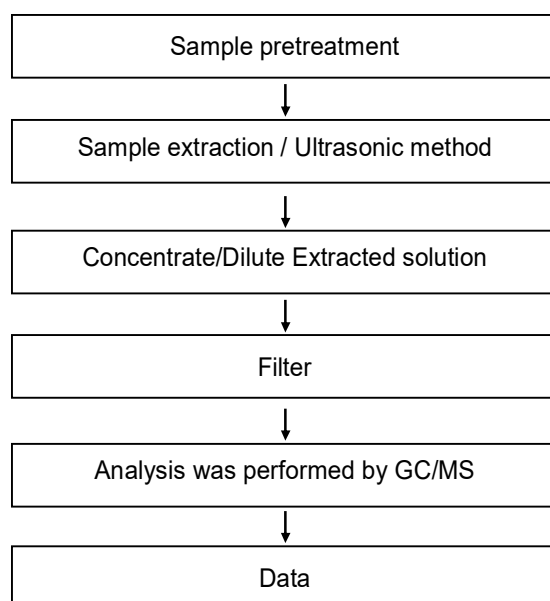 Sample pretreatment
Sample extraction / Ultrasonic method
Concentrate/Dilute Extracted solution
Filter
Analysis was performed by GC/MS
Data